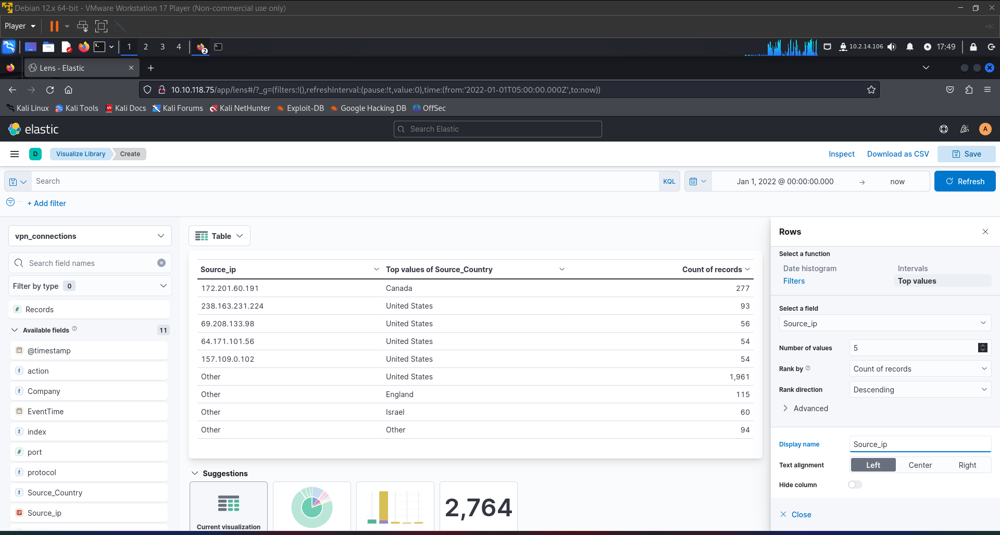 Debian 12.x 64-bit - VMware Workstation 17 Player (Non-commercial use only)
Player
1 2 3 4 2 10.2.14.106 17:49
Lens - Elastic
10.10.118.75/app/lens#/?_g=(filters:!(),refreshInterval:(pause:!t,value:0),time:(from:'2022-01-01T05:00:00.000Z',to:now))
Kali Linux Kali Tools Kali Docs Kali Forums Kali NetHunter Exploit-DB Google Hacking DB OffSec
elastic Search Elastic A
D Visualize Library Create Inspect Download as CSV Save
Search KQL Jan 1, 2022 @ 00:00:00.000 → now Refresh
+ Add filter
vpn_connections
Search field names
Filter by type 0
# Records
Available fields 11
@timestamp
t action
t Company
EventTime
t index
# port
t protocol
t Source_Country
IP Source_ip
Table
Source_ip Top values of Source_Country Count of records
172.201.60.191 Canada 277
238.163.231.224 United States 93
69.208.133.98 United States 56
64.171.101.56 United States 54
157.109.0.102 United States 54
Other United States 1,961
Other England 115
Other Israel 60
Other Other 94
Suggestions
Current visualization
2,764
Rows
Select a function
Date histogram Intervals
Filters Top values
Select a field
Source_ip
Number of values 5
Rank by Count of records
Rank direction Descending
Advanced
Display name Source_ip
Text alignment Left Center Right
Hide column
Close